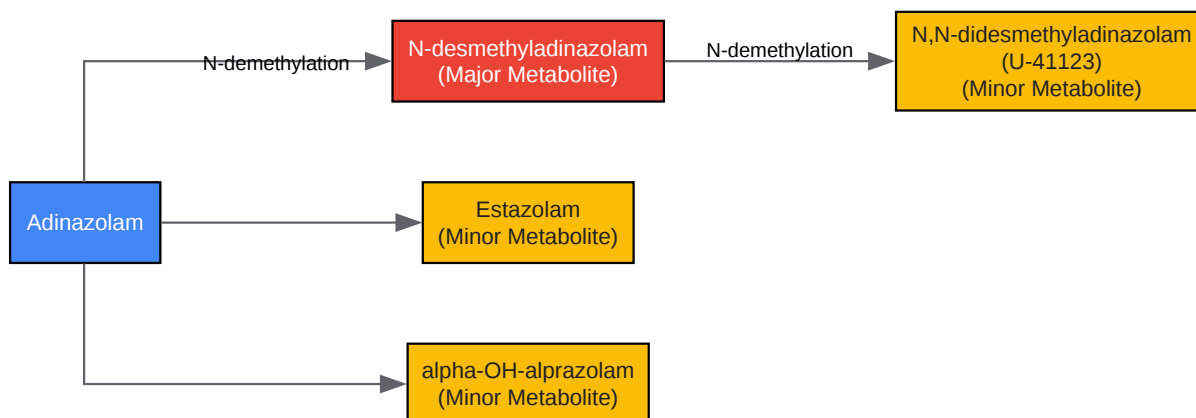 N-desmethyladinazolam
(Major Metabolite)
N-demethylation
N-demethylation
N,N-didesmethyladinazolam
(U-41123)
(Minor Metabolite)
Adinazolam
Estazolam
(Minor Metabolite)
alpha-OH-alprazolam
(Minor Metabolite)